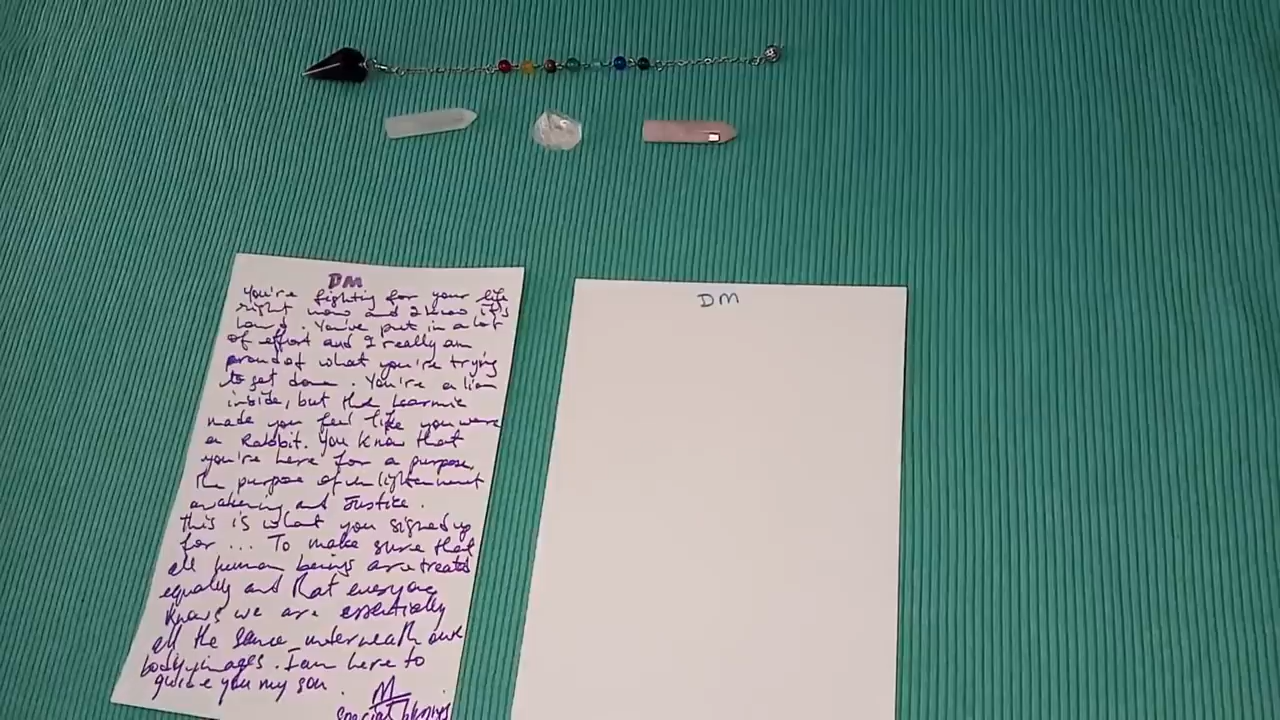 DM
You're fighting for your life
right now and I know it's
hard. You've put in a lot
of effort and I really am
proud of what you're trying
to get done. You're a lion
inside, but the karmic
made you feel like you were
a Rabbit. You know that
you're here for a purpose,
The purpose of enlightenment
awakening and Justice.
This is what you signed up
for... To make sure that
all human beings are treated
equally and that everyone
knows we are essentially
all the same underneath our
body images. I am here to
guide you my son.
M
special
DM